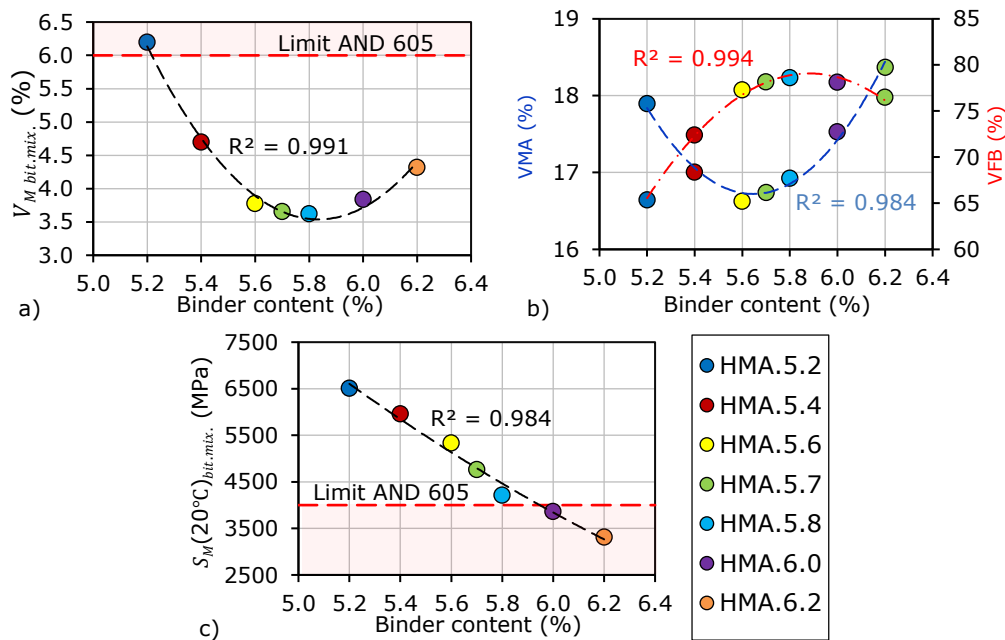 6.5
6.0
5.5
5.0
4.5
4.0
3.5
3.0
V_M bit.mix. (%)
Limit AND 605
R² = 0.991
5.0 5.2 5.4 5.6 5.8 6.0 6.2 6.4
Binder content (%)
a)
19
18
17
16
VMA (%)
R² = 0.994
R² = 0.984
85
80
75
70
65
60
VFB (%)
5.0 5.2 5.4 5.6 5.8 6.0 6.2 6.4
Binder content (%)
b)
7500
6500
5500
4500
3500
2500
S_M(20°C)bit.mix. (MPa)
R² = 0.984
Limit AND 605
5.0 5.2 5.4 5.6 5.8 6.0 6.2 6.4
Binder content (%)
c)
HMA.5.2
HMA.5.4
HMA.5.6
HMA.5.7
HMA.5.8
HMA.6.0
HMA.6.2